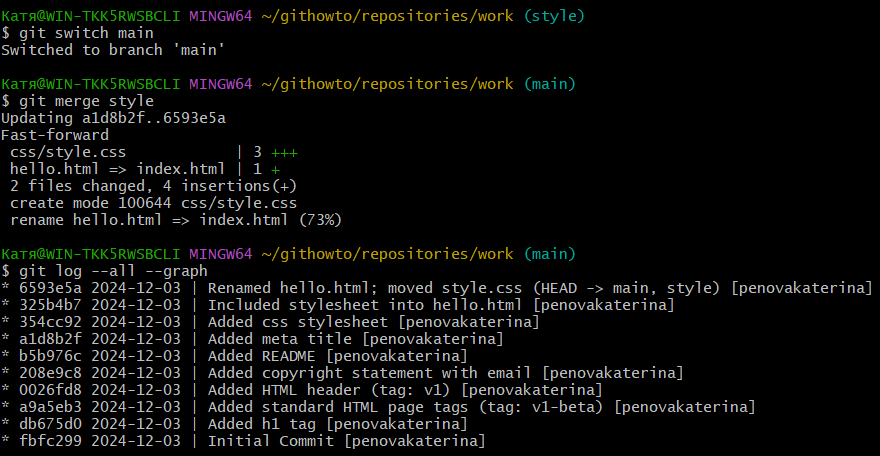 Катя@WIN-TKK5RWSBCLI MINGW64 ~/githowto/repositories/work (style)
$ git switch main
Switched to branch 'main'

Катя@WIN-TKK5RWSBCLI MINGW64 ~/githowto/repositories/work (main)
$ git merge style
Updating a1d8b2f..6593e5a
Fast-forward
 css/style.css            | 3 +++
 hello.html => index.html | 1 +
 2 files changed, 4 insertions(+)
 create mode 100644 css/style.css
 rename hello.html => index.html (73%)

Катя@WIN-TKK5RWSBCLI MINGW64 ~/githowto/repositories/work (main)
$ git log --all --graph
* 6593e5a 2024-12-03 | Renamed hello.html; moved style.css (HEAD -> main, style) [penovakaterina]
* 325b4b7 2024-12-03 | Included stylesheet into hello.html [penovakaterina]
* 354cc92 2024-12-03 | Added css stylesheet [penovakaterina]
* a1d8b2f 2024-12-03 | Added meta title [penovakaterina]
* b5b976c 2024-12-03 | Added README [penovakaterina]
* 208e9c8 2024-12-03 | Added copyright statement with email [penovakaterina]
* 0026fd8 2024-12-03 | Added HTML header (tag: v1) [penovakaterina]
* a9a5eb3 2024-12-03 | Added standard HTML page tags (tag: v1-beta) [penovakaterina]
* db675d0 2024-12-03 | Added h1 tag [penovakaterina]
* fbfc299 2024-12-03 | Initial Commit [penovakaterina]